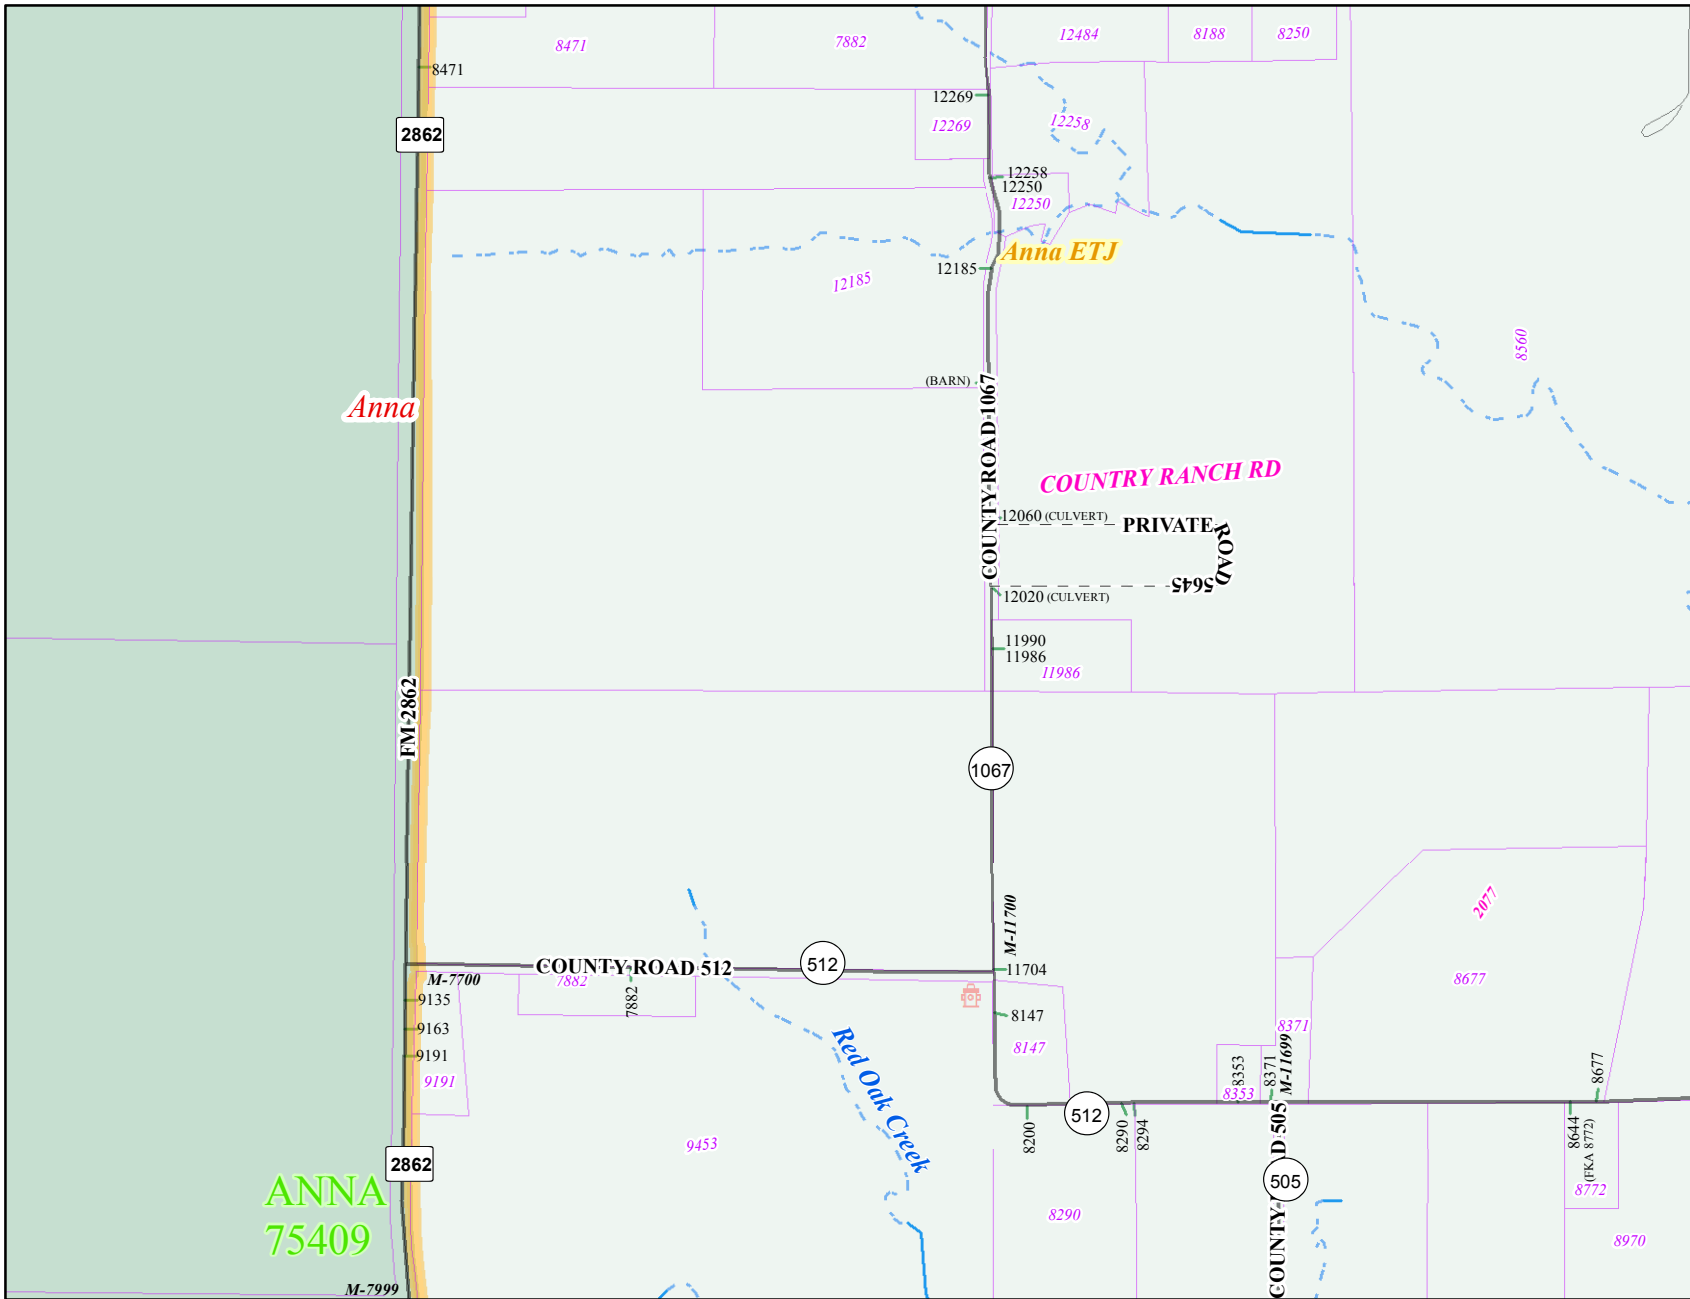 8471
7882
12484
8188
8250
8471
12269
2862
12269
12258
12258
12250
12250
Anna ETJ
12185
12185
8560
(BARN)
Anna
COUNTY ROAD 1067
COUNTRY RANCH RD
12060 (CULVERT)
PRIVATE ROAD 5645
12020 (CULVERT)
11990
11986
11986
FM 2862
1067
2077
M-11700
COUNTY ROAD 512
512
11704
M-7700
7882
7882
8677
9135
8147
9163
8371
9191
8147
9191
8353
8371
M-11699
8677
8353
Red Oak Creek
512
8200
8290
8294
8644
(FKA 8772)
9453
2862
505
8772
ANNA
75409
8290
COUNTY ROAD 505
8970
M-7999